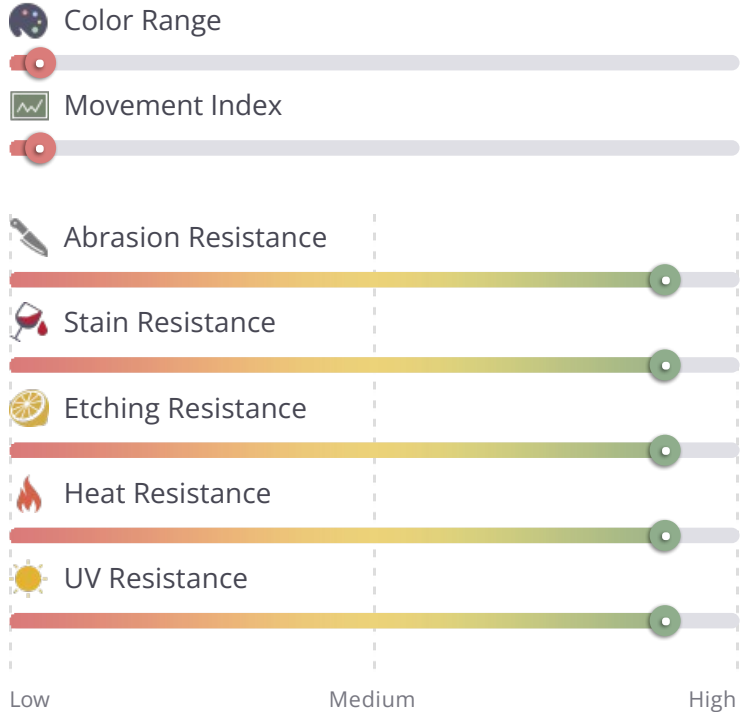 Color Range
Movement Index
Abrasion Resistance
Stain Resistance
Etching Resistance
Heat Resistance
UV Resistance
Low Medium High